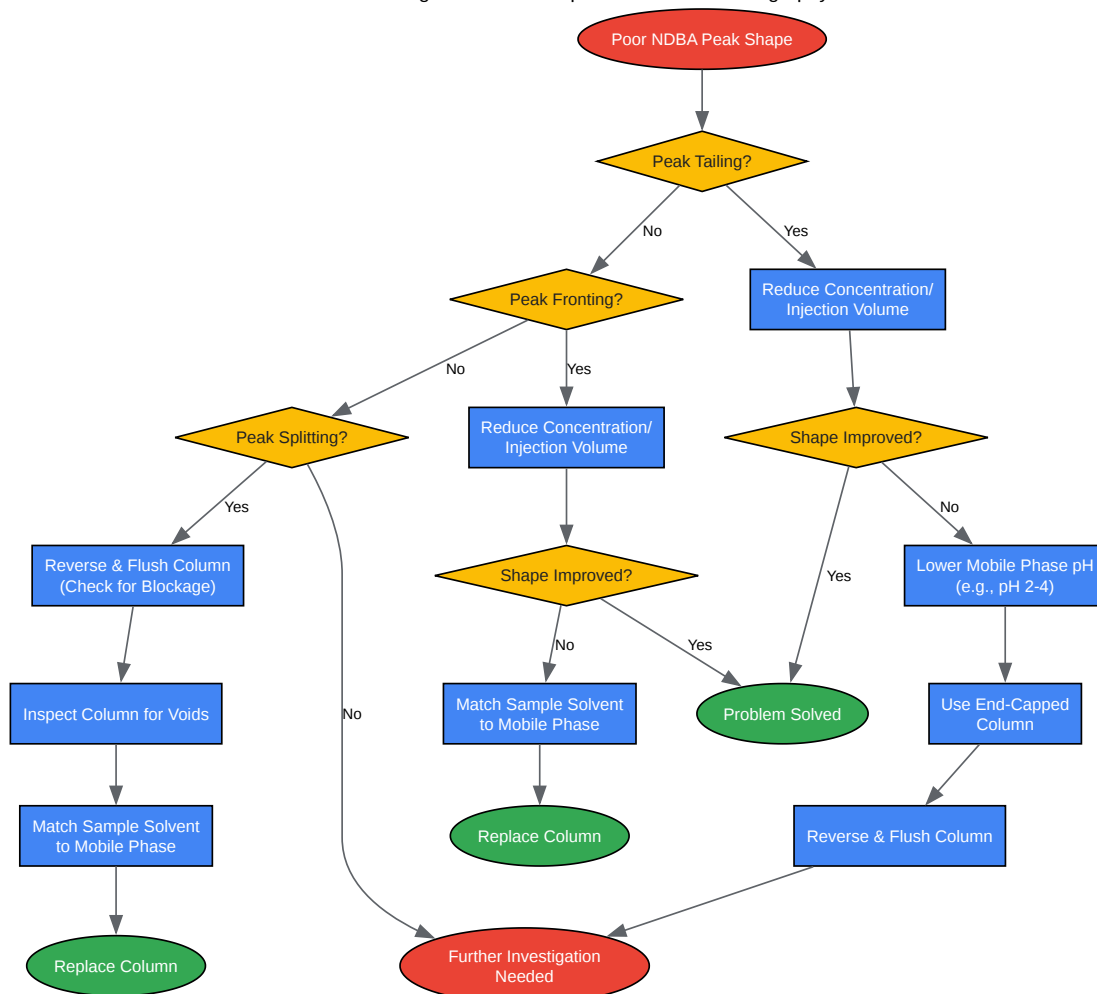 Poor NDBA Peak Shape
Peak Tailing?
No
Yes
Peak Fronting?
Reduce Concentration/
Injection Volume
No
Yes
Peak Splitting?
Reduce Concentration/
Injection Volume
Shape Improved?
Yes
No
Reverse & Flush Column
(Check for Blockage)
Shape Improved?
Yes
Lower Mobile Phase pH
(e.g., pH 2-4)
No
Yes
Inspect Column for Voids
No
Match Sample Solvent
to Mobile Phase
Problem Solved
Use End-Capped
Column
Match Sample Solvent
to Mobile Phase
Replace Column
Reverse & Flush Column
Replace Column
Further Investigation
Needed